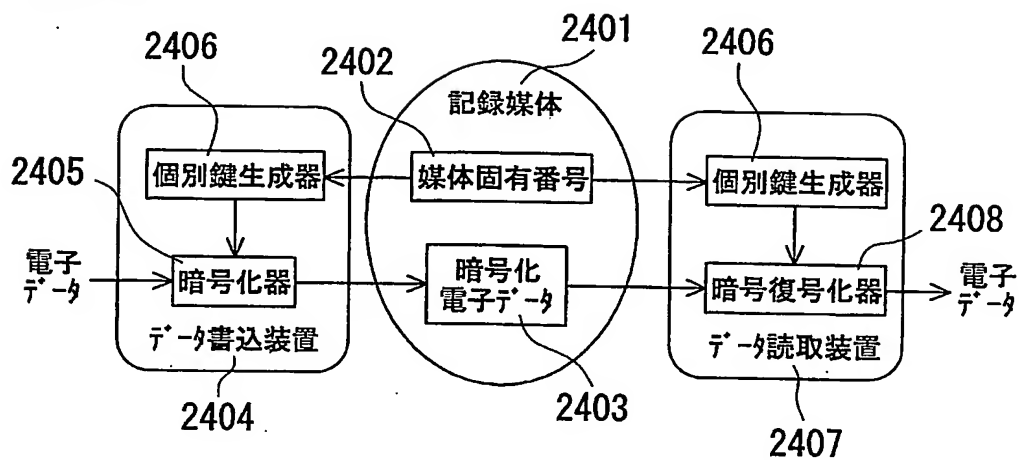 2401
2406
2402
2406
記録媒体
2405
個別鍵生成器
媒体固有番号
個別鍵生成器
2408
電子
データ
暗号化器
暗号化
電子データ
暗号復号化器
電子
データ
データ書込装置
データ読取装置
2404
2403
2407